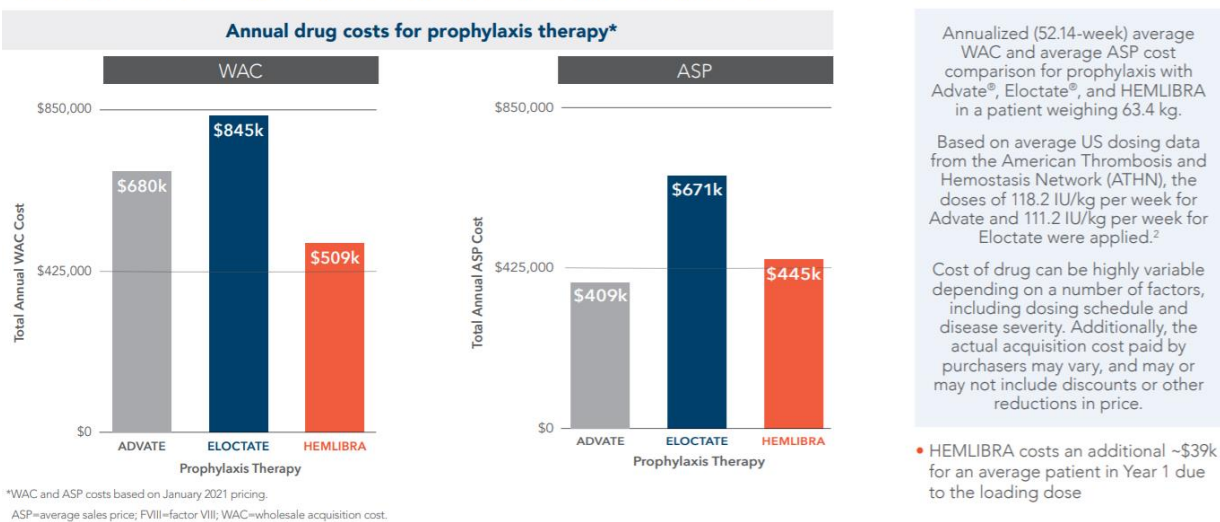 Annual drug costs for prophylaxis therapy*
WAC
$850,000
$425,000
$0
Total Annual WAC Cost
$680k
$845k
$509k
ADVATE
ELOCTATE
HEMLIBRA
Prophylaxis Therapy
ASP
$850,000
$425,000
$0
Total Annual ASP Cost
$409k
$671k
$445k
ADVATE
ELOCTATE
HEMLIBRA
Prophylaxis Therapy
*WAC and ASP costs based on January 2021 pricing.
ASP=average sales price; FVIII=factor VIII; WAC=wholesale acquisition cost.
Annualized (52.14-week) average
WAC and average ASP cost
comparison for prophylaxis with
Advate®, Eloctate®, and HEMLIBRA
in a patient weighing 63.4 kg.
Based on average US dosing data
from the American Thrombosis and
Hemostasis Network (ATHN), the
doses of 118.2 IU/kg per week for
Advate and 111.2 IU/kg per week for
Eloctate were applied.²
Cost of drug can be highly variable
depending on a number of factors,
including dosing schedule and
disease severity. Additionally, the
actual acquisition cost paid by
purchasers may vary, and may or
may not include discounts or other
reductions in price.
• HEMLIBRA costs an additional ~$39k
for an average patient in Year 1 due
to the loading dose